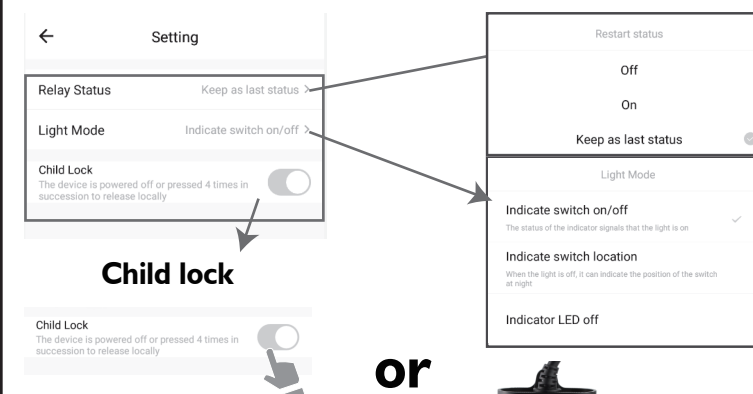 Setting
Relay Status
Keep as last status
Light Mode
Indicate switch on/off
Child Lock
The device is powered off or pressed 4 times in
succession to release locally
Restart status
Off
On
Keep as last status
Light Mode
Indicate switch on/off
The status of the indicator signals that the light is on
Indicate switch location
When the light is off, it can indicate the position of the switch
at night
Indicator LED off
Child lock
Child Lock
The device is powered off or pressed 4 times in
succession to release locally
or